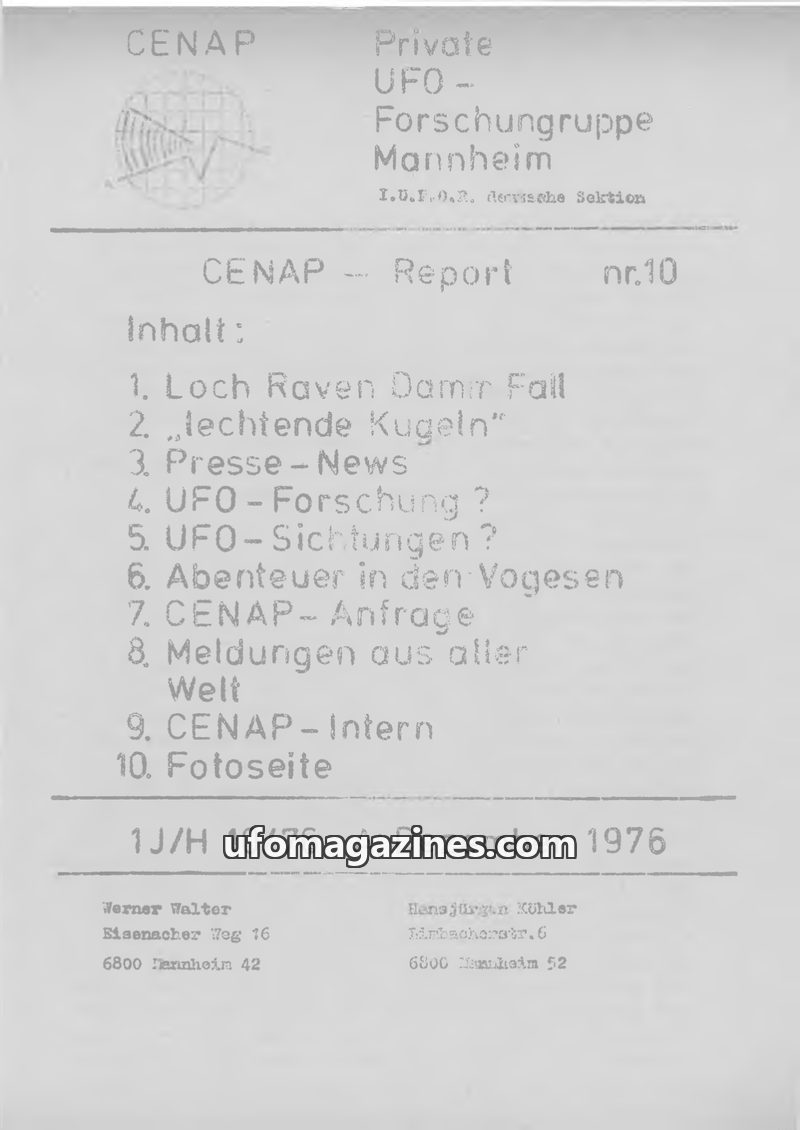 CENAP
Private
UFO -
Forschungruppe
Mannheim
I.U.F.O.R. deutsche Sektion
CENAP - Report nr.10
Inhalt:
1. Loch Raven Damm Fall
2. „lechtende Kugeln"
3. Presse-News
4. UFO-Forschung ?
5. UFO-Sichtungen ?
6. Abenteuer in den Vogesen
7. CENAP- Anfrage
8. Meldungen aus aller
Welt
9. CENAP-Intern
10. Fotoseite
1J/H 1976
ufomagazines.com
Werner Walter
Eisenacher Weg 16
6800 Mannheim 42
Hansjürgen Köhler
Limbacherstr.6
6800 Mannheim 52